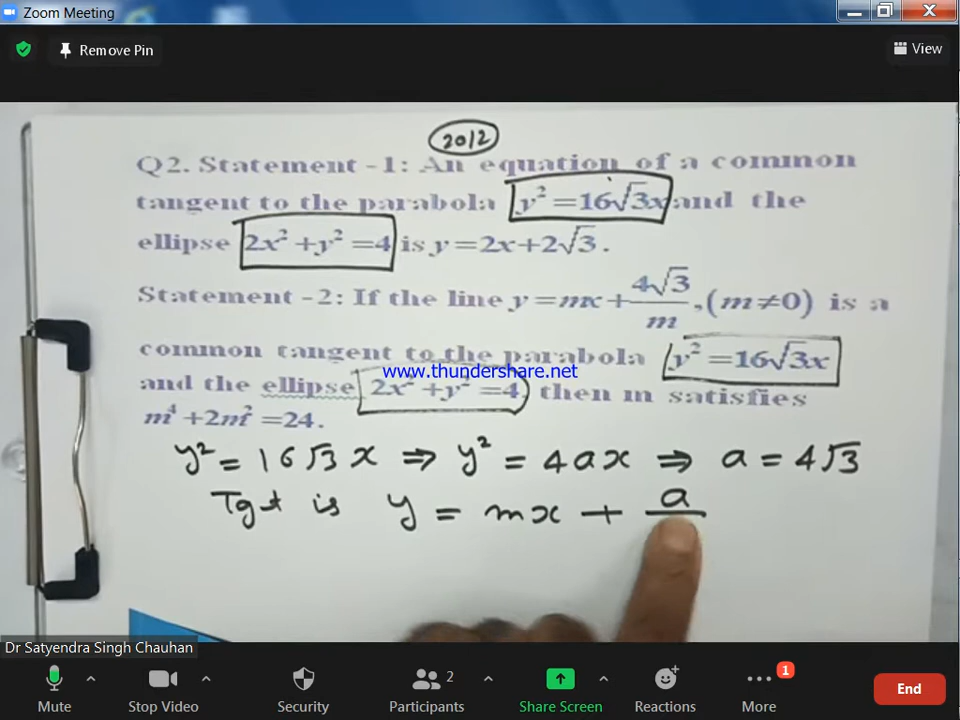 Zoom Meeting
Remove Pin
View
2012
Q2. Statement -1: An equation of a common
tangent to the parabola y² =16√3x and the
ellipse 2x² +y² =4 is y=2x+2√3.
Statement -2: If the line y=mx+4√3/m,(m≠0) is a
common tangent to the parabola y² =16√3x
www.thundershare.net
and the ellipse 2x² +y² =4, then m satisfies
m⁴ +2m² =24.
y² = 16√3 x ⇒ y² = 4ax ⇒ a = 4√3
Tgt is y = mx + a
Dr Satyendra Singh Chauhan
Mute
Stop Video
Security
2
Participants
Share Screen
Reactions
1
More
End